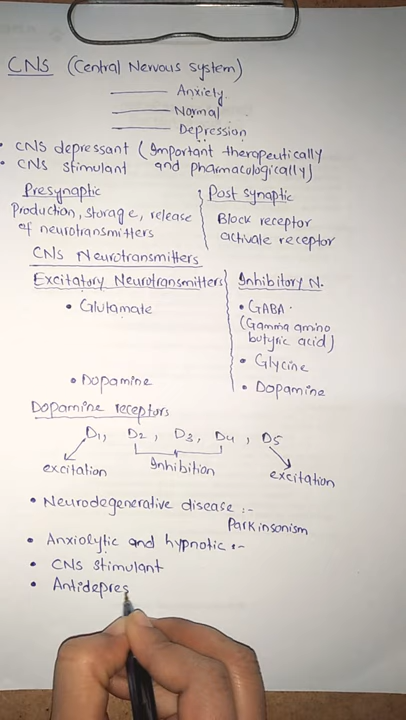 CNS (Central Nervous System)
Anxiety
Normal
Depression
• CNS depressant (Important therapeutically
• CNS stimulant and pharmacologically)
Presynaptic
Production, storage, release
of neurotransmitters
Post synaptic
Block receptor
activate receptor
CNS Neurotransmitters
Excitatory Neurotransmitters
• Glutamate
• Dopamine
Inhibitory N.
• GABA
(Gamma amino
butyric acid)
• Glycine
• Dopamine
Dopamine receptors
D1, D2, D3, D4, D5
excitation Inhibition excitation
• Neurodegenerative disease :-
Parkinsonism
• Anxiolytic and hypnotic :-
• CNS stimulant
• Antidepres